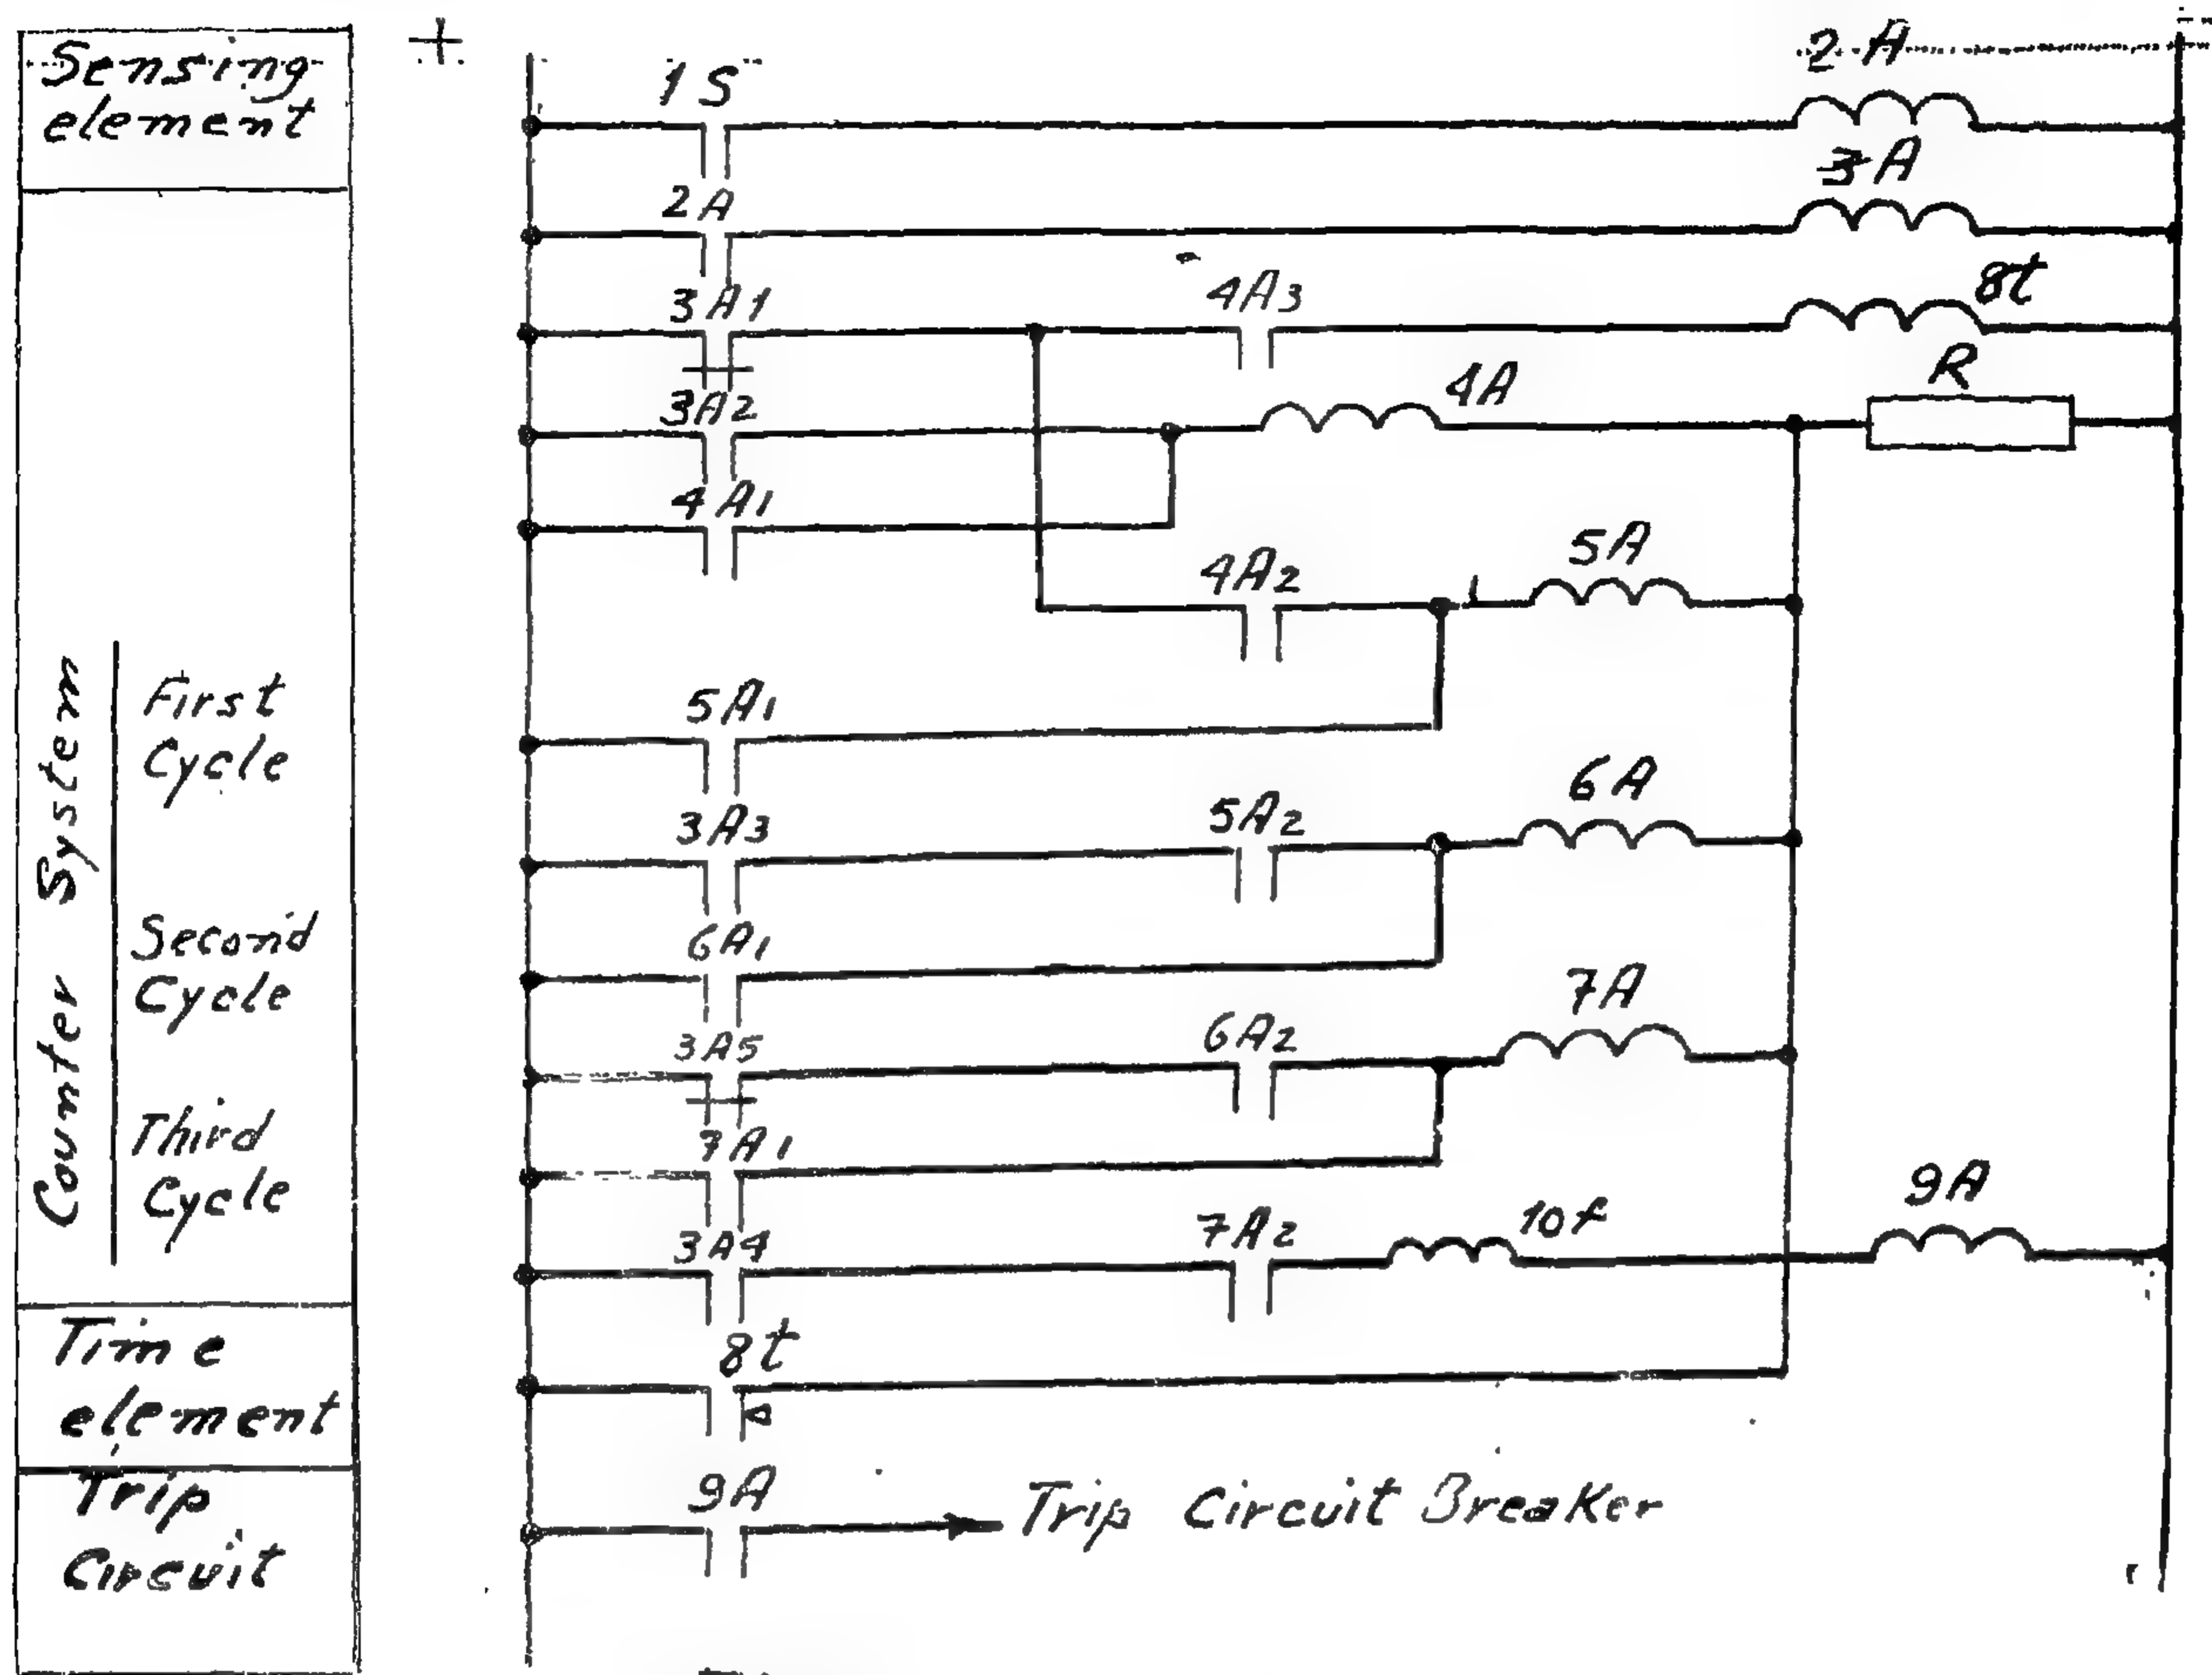 Sensing
element
+
1S
2A
2A
3A
3A1
4A3
8t
3A2
4A
R
4A1
4A2
5A
Counter System
First
Cycle
5A1
6A
3A3
5A2
Second
Cycle
6A1
7A
3A5
6A2
Third
Cycle
7A1
9A
3A4
7A2
10f
Time
element
8t
Trip
Circuit
9A
Trip Circuit Breaker